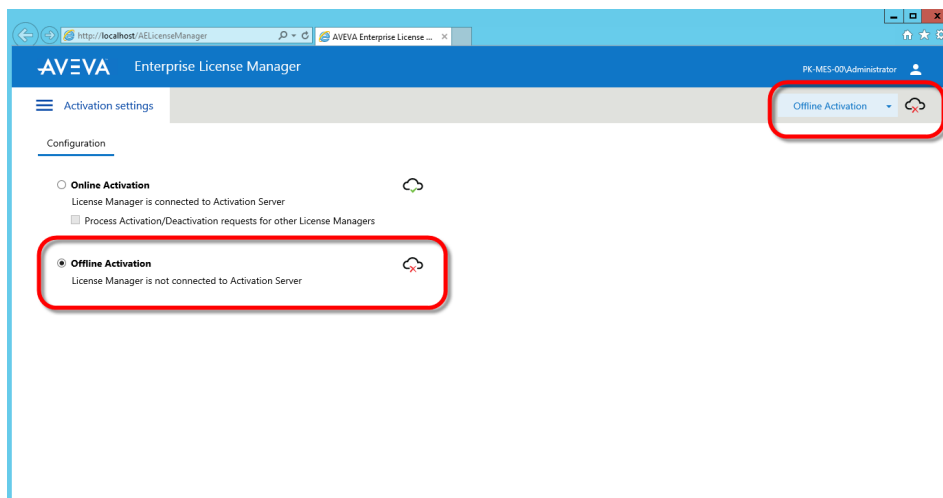 http://localhost/AELicenseManager
AVEVA Enterprise License ...
AVEVA Enterprise License Manager
PK-MES-00\Administrator
Activation settings
Offline Activation
Configuration
Online Activation
License Manager is connected to Activation Server
Process Activation/Deactivation requests for other License Managers
Offline Activation
License Manager is not connected to Activation Server